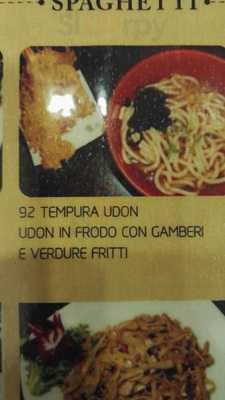 SPAGHETTI
92 TEMPURA UDON
UDON IN FRODO CON GAMBERI
E VERDURE FRITTI